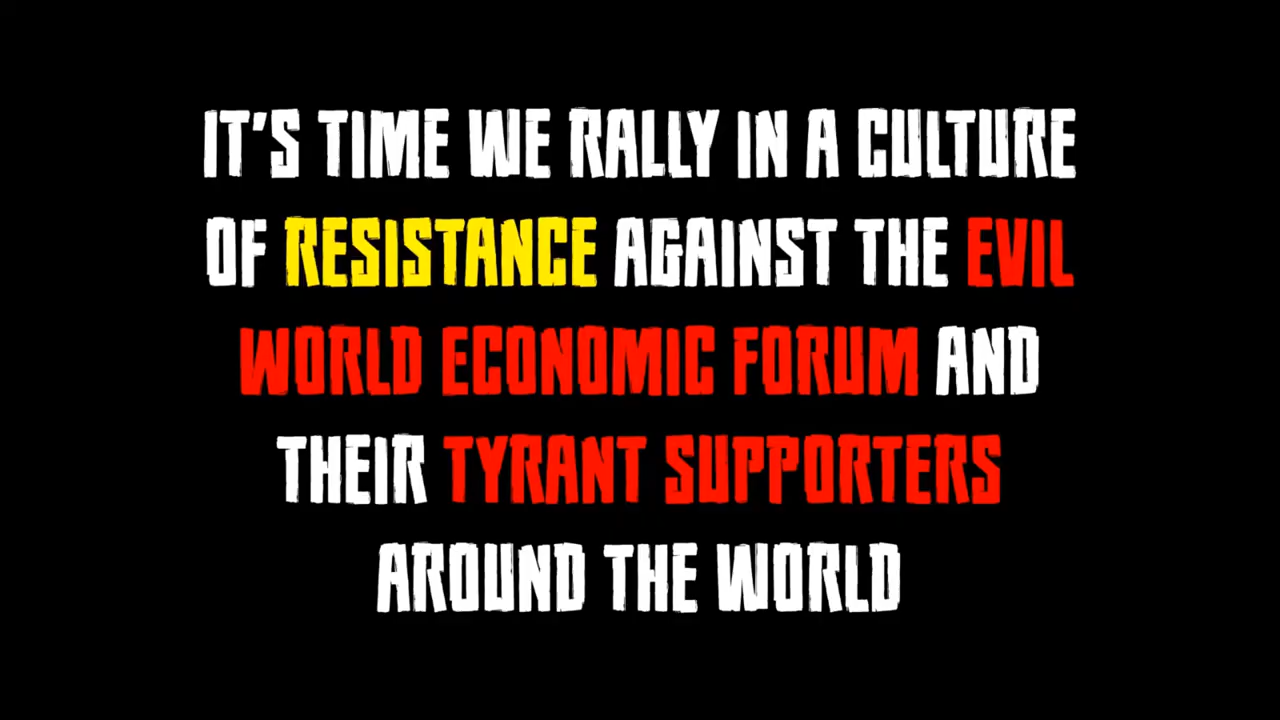 IT'S TIME WE RALLY IN A CULTURE
OF RESISTANCE AGAINST THE EVIL
WORLD ECONOMIC FORUM AND
THEIR TYRANT SUPPORTERS
AROUND THE WORLD